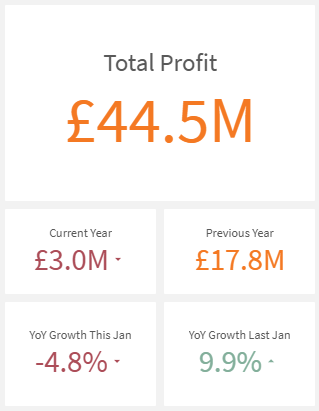 Total Profit
£44.5M
Current Year
£3.0M
Previous Year
£17.8M
YoY Growth This Jan
-4.8%
YoY Growth Last Jan
9.9%